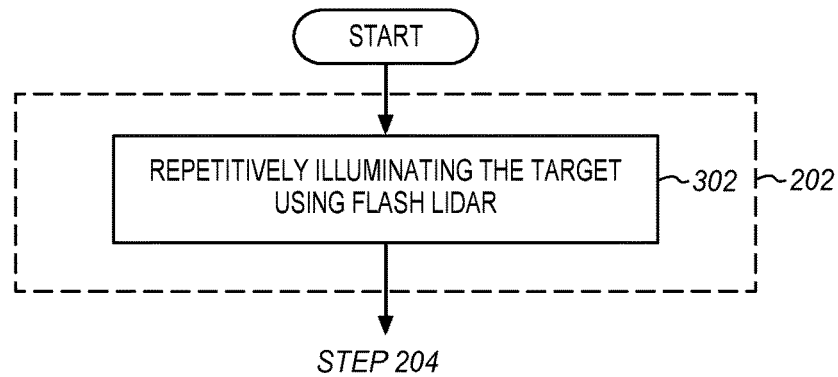 START
REPETITIVELY ILLUMINATING THE TARGET
USING FLASH LIDAR
302
202
STEP 204